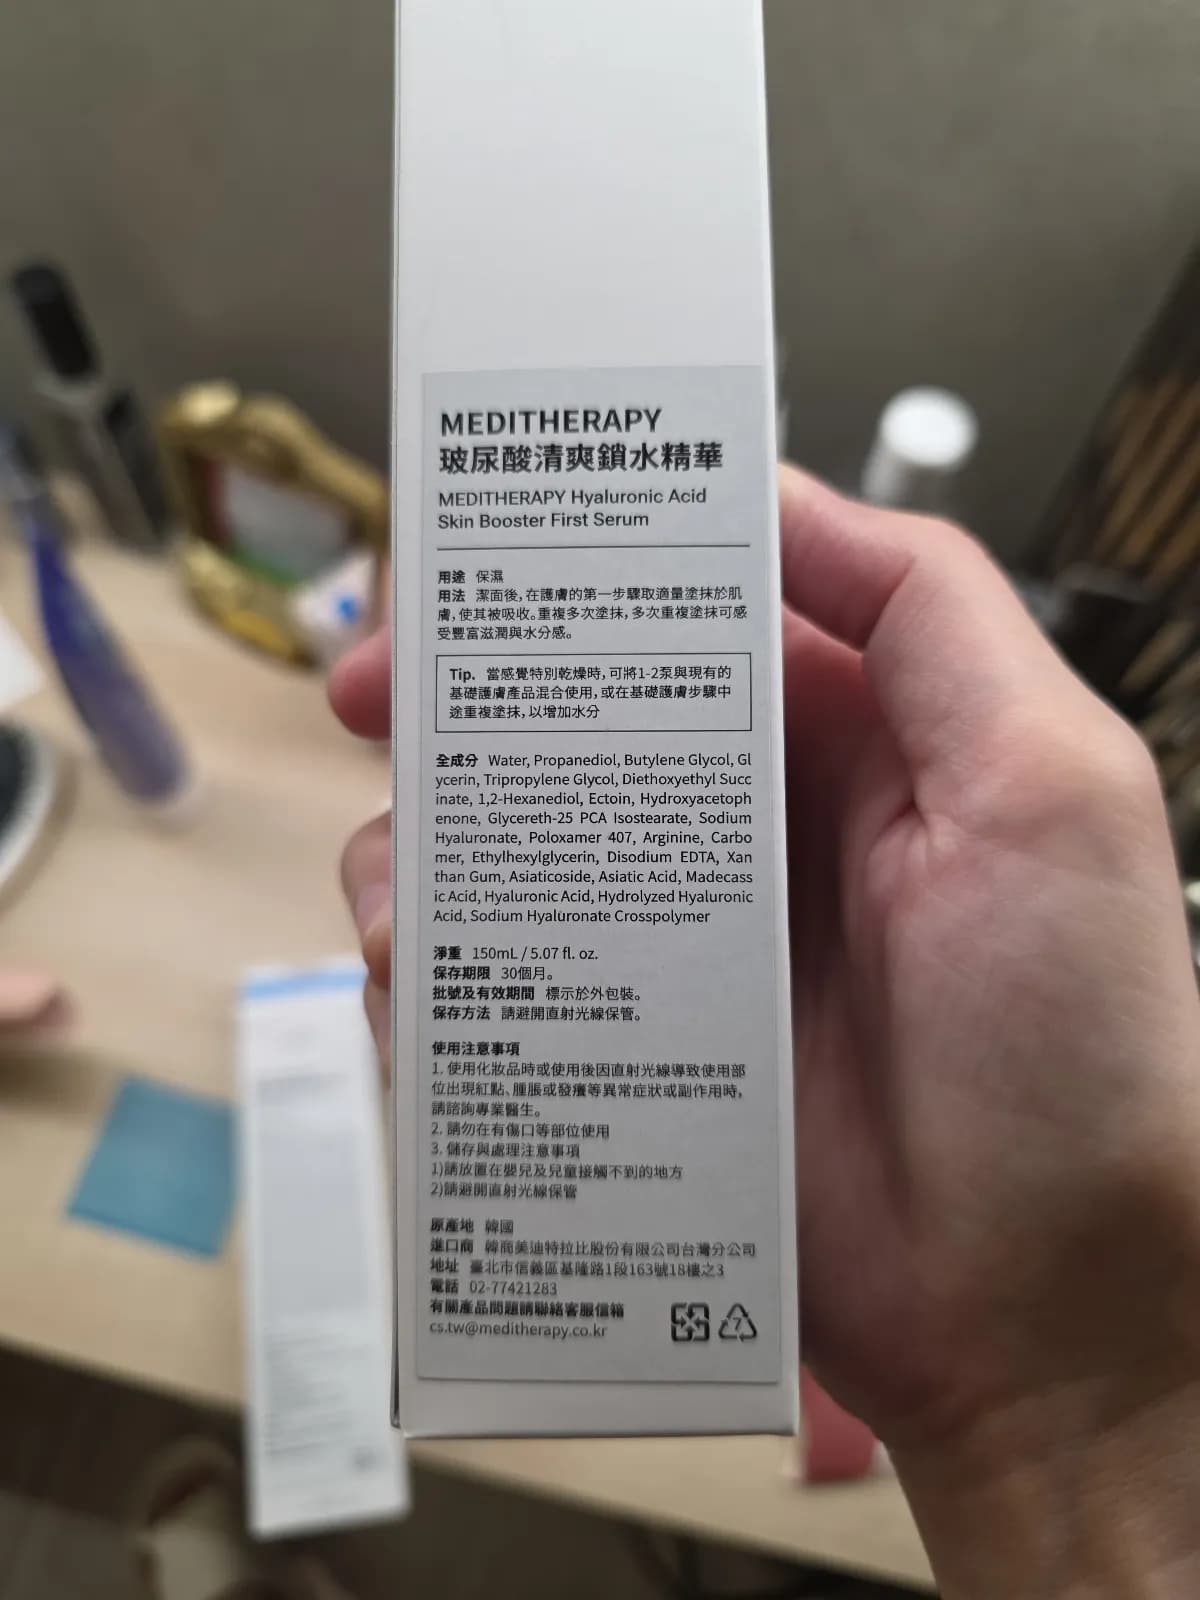 MEDITHERAPY
玻尿酸清爽鎖水精華
MEDITHERAPY Hyaluronic Acid
Skin Booster First Serum
用途 保濕
用法 潔面後,在護膚的第一步驟取適量塗抹於肌
膚,使其被吸收。重複多次塗抹,多次重複塗抹可感
受豐富滋潤與水分感。
Tip. 當感覺特別乾燥時,可將1-2泵與現有的
基礎護膚產品混合使用,或在基礎護膚步驟中
途重複塗抹,以增加水分
全成分 Water, Propanediol, Butylene Glycol, Gl
ycerin, Tripropylene Glycol, Diethoxyethyl Succ
inate, 1,2-Hexanediol, Ectoin, Hydroxyacetoph
enone, Glycereth-25 PCA Isostearate, Sodium
Hyaluronate, Poloxamer 407, Arginine, Carbo
mer, Ethylhexylglycerin, Disodium EDTA, Xan
than Gum, Asiaticoside, Asiatic Acid, Madecass
ic Acid, Hyaluronic Acid, Hydrolyzed Hyaluronic
Acid, Sodium Hyaluronate Crosspolymer
淨重 150mL / 5.07 fl. oz.
保存期限 30個月。
批號及有效期間 標示於外包裝。
保存方法 請避開直射光線保管。
使用注意事項
1. 使用化妝品時或使用後因直射光線導致使用部
位出現紅點、腫脹或發癢等異常症狀或副作用時,
請諮詢專業醫生。
2. 請勿在有傷口等部位使用
3. 儲存與處理注意事項
1)請放置在嬰兒及兒童接觸不到的地方
2)請避開直射光線保管
原產地 韓國
進口商 韓商美迪特拉比股份有限公司台灣分公司
地址 臺北市信義區基隆路1段163號18樓之3
電話 02-77421283
有關產品問題請聯絡客服信箱
cs.tw@meditherapy.co.kr
7